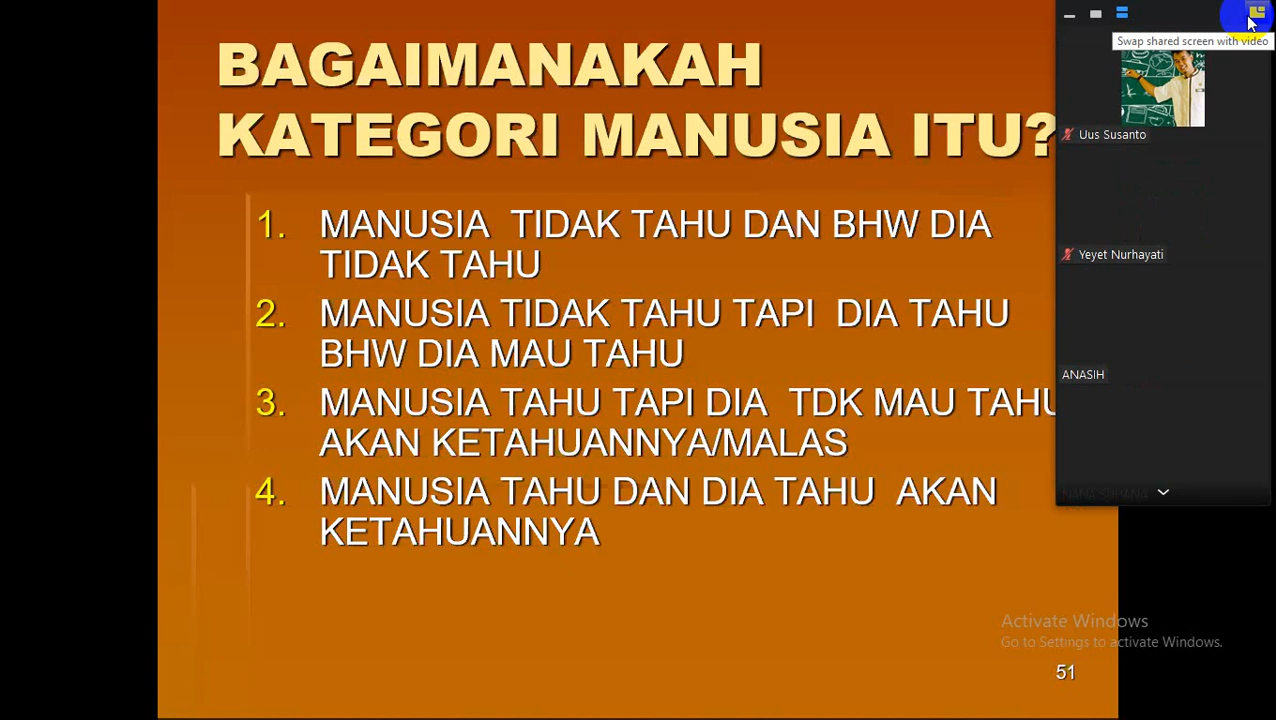 BAGAIMANAKAH
KATEGORI MANUSIA ITU?
1. MANUSIA TIDAK TAHU DAN BHW DIA
TIDAK TAHU
2. MANUSIA TIDAK TAHU TAPI DIA TAHU
BHW DIA MAU TAHU
3. MANUSIA TAHU TAPI DIA TDK MAU TAHU
AKAN KETAHUANNYA/MALAS
4. MANUSIA TAHU DAN DIA TAHU AKAN
KETAHUANNYA
Swap shared screen with video
Uus Susanto
Yeyet Nurhayati
ANASIH
NANA SUHANA
Activate Windows
Go to Settings to activate Windows.
51